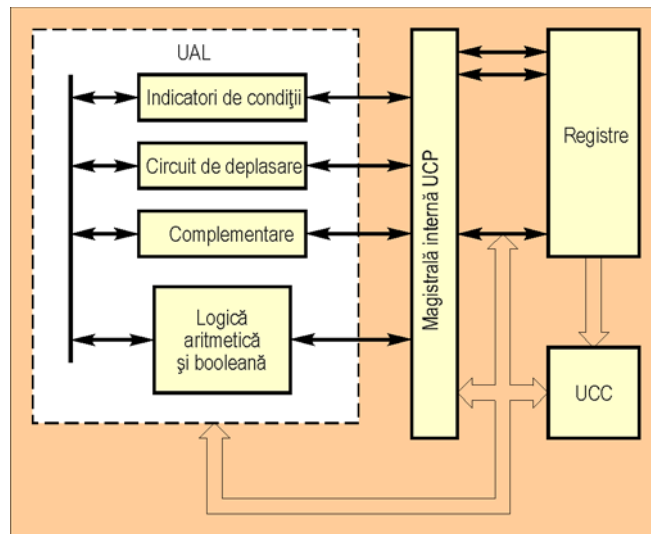 UAL
Indicatori de condiţii
Circuit de deplasare
Complementare
Logică
aritmetică
şi booleană
Magistrală internă UCP
Registre
UCC